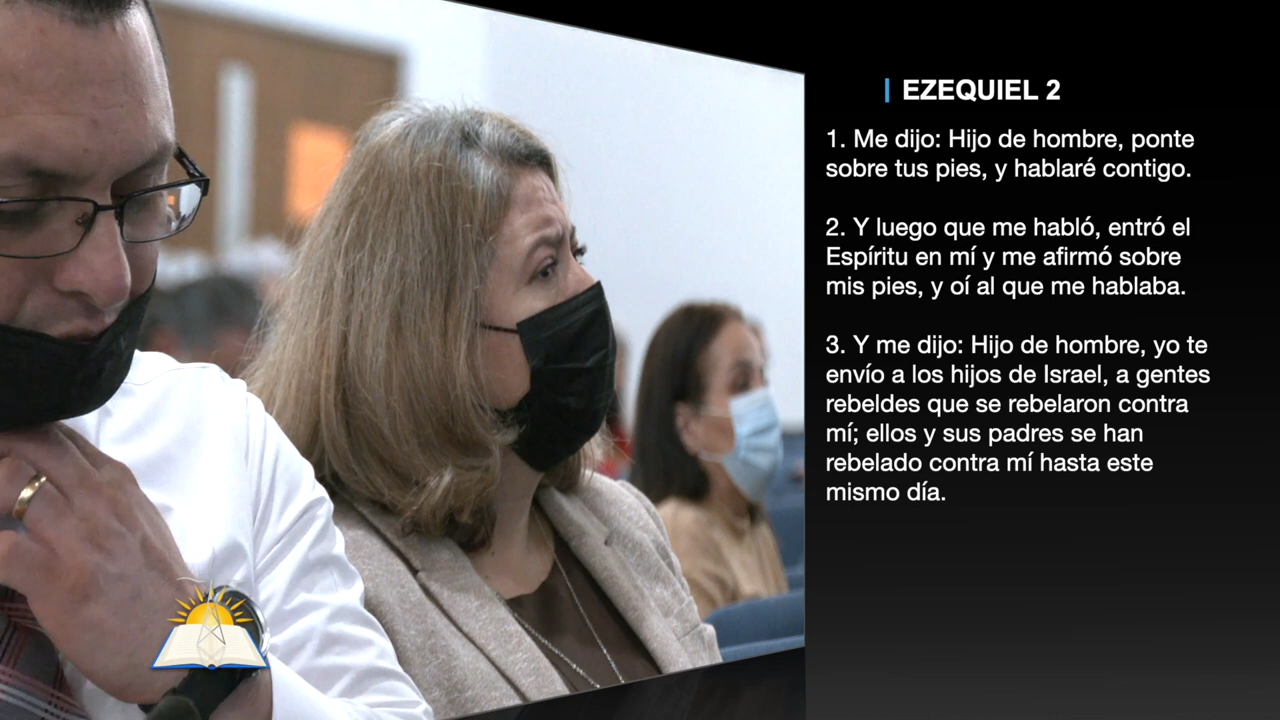 EZEQUIEL 2
1. Me dijo: Hijo de hombre, ponte
sobre tus pies, y hablaré contigo.
2. Y luego que me habló, entró el
Espíritu en mí y me afirmó sobre
mis pies, y oí al que me hablaba.
3. Y me dijo: Hijo de hombre, yo te
envío a los hijos de Israel, a gentes
rebeldes que se rebelaron contra
mí; ellos y sus padres se han
rebelado contra mí hasta este
mismo día.